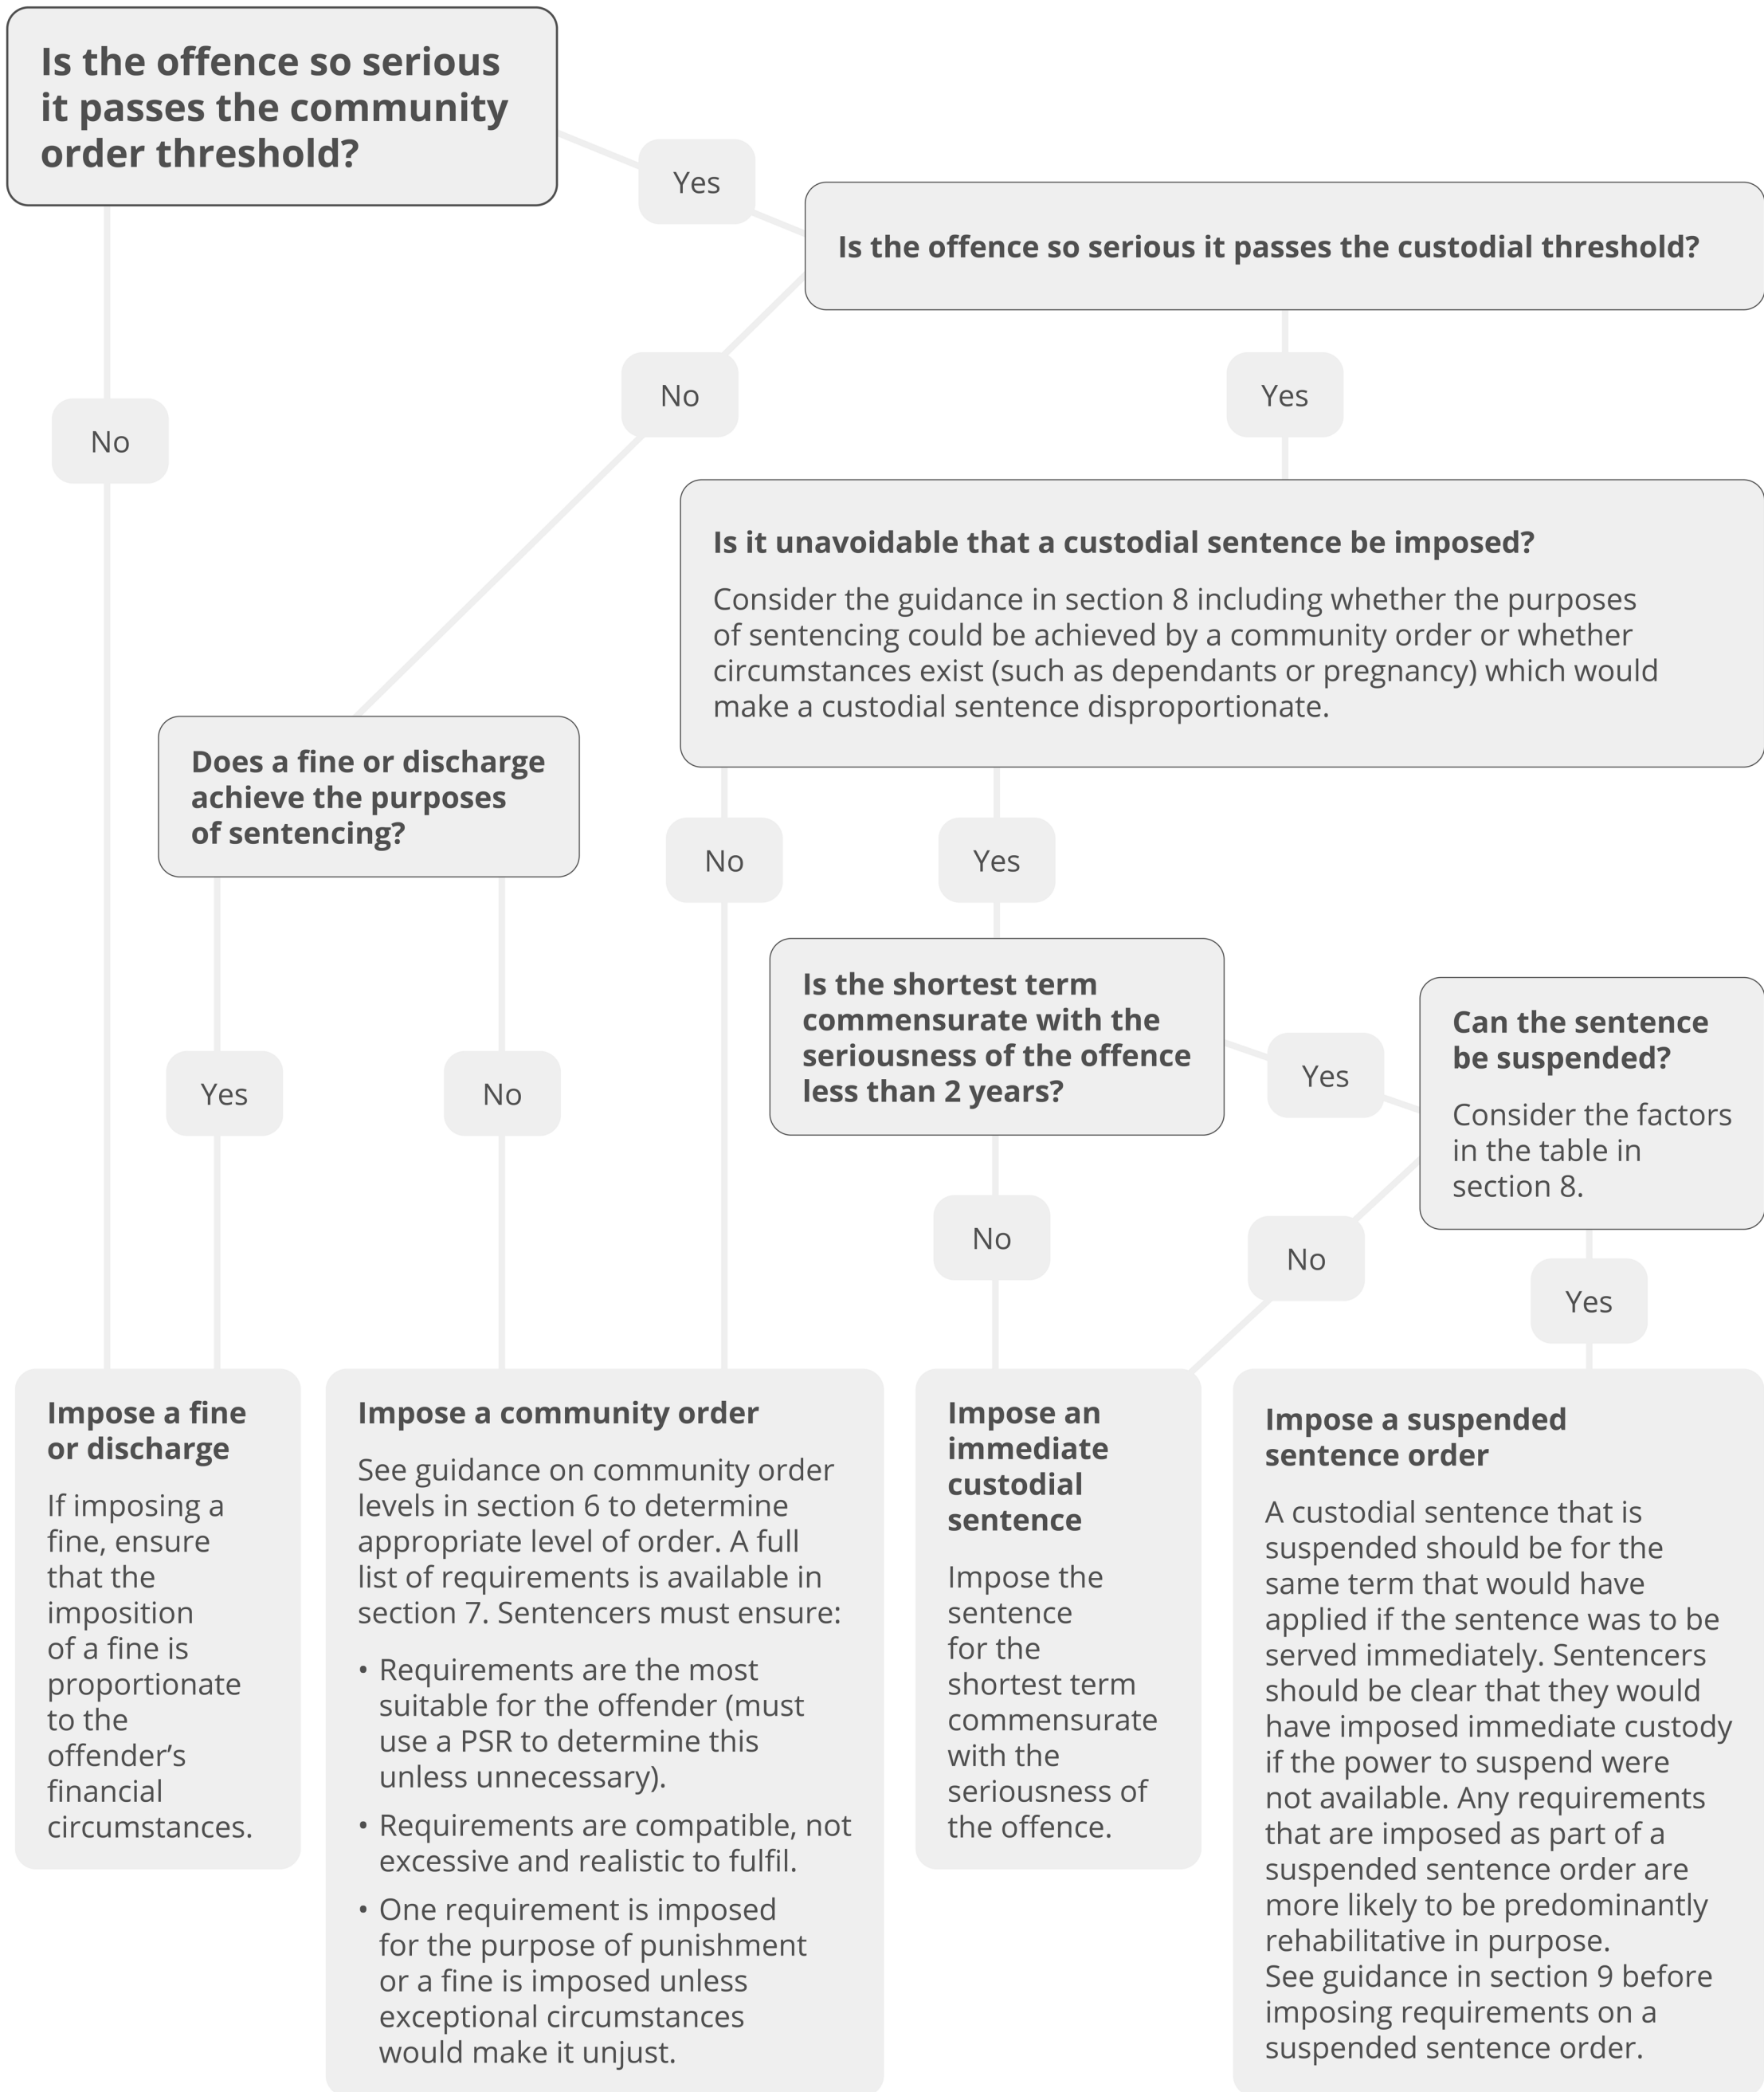 Is the offence so serious
it passes the community
order threshold?
Yes
Is the offence so serious it passes the custodial threshold?
No
Yes
No
Is it unavoidable that a custodial sentence be imposed?
Consider the guidance in section 8 including whether the purposes
of sentencing could be achieved by a community order or whether
circumstances exist (such as dependants or pregnancy) which would
make a custodial sentence disproportionate.
Does a fine or discharge
achieve the purposes
of sentencing?
No
Yes
Is the shortest term
commensurate with the
seriousness of the offence
less than 2 years?
Yes
Can the sentence
be suspended?
Consider the factors
in the table in
section 8.
Yes
No
No
No
Yes
Impose a fine
or discharge
If imposing a
fine, ensure
that the
imposition
of a fine is
proportionate
to the
offender’s
financial
circumstances.
Impose a community order
See guidance on community order
levels in section 6 to determine
appropriate level of order. A full
list of requirements is available in
section 7. Sentencers must ensure:
• Requirements are the most
suitable for the offender (must
use a PSR to determine this
unless unnecessary).
• Requirements are compatible, not
excessive and realistic to fulfil.
• One requirement is imposed
for the purpose of punishment
or a fine is imposed unless
exceptional circumstances
would make it unjust.
Impose an
immediate
custodial
sentence
Impose the
sentence
for the
shortest term
commensurate
with the
seriousness of
the offence.
Impose a suspended
sentence order
A custodial sentence that is
suspended should be for the
same term that would have
applied if the sentence was to be
served immediately. Sentencers
should be clear that they would
have imposed immediate custody
if the power to suspend were
not available. Any requirements
that are imposed as part of a
suspended sentence order are
more likely to be predominantly
rehabilitative in purpose.
See guidance in section 9 before
imposing requirements on a
suspended sentence order.